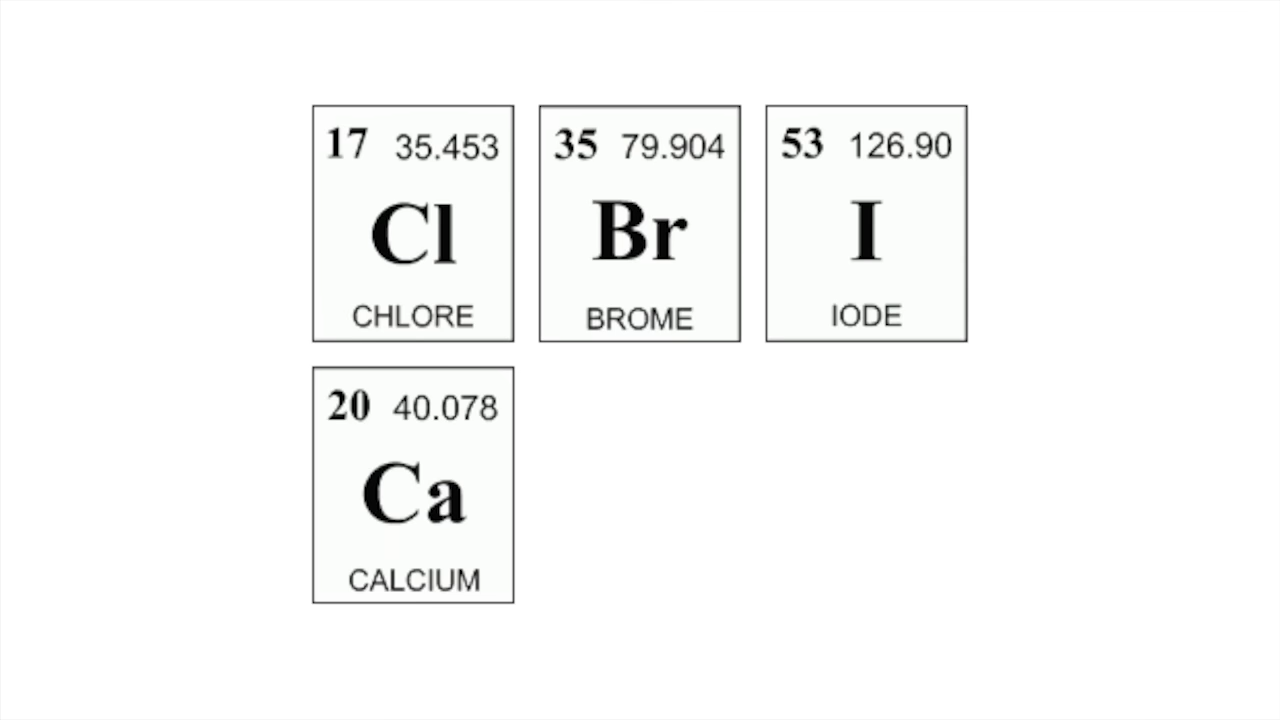 17 35.453
Cl
CHLORE
35 79.904
Br
BROME
53 126.90
I
IODE
20 40.078
Ca
CALCIUM